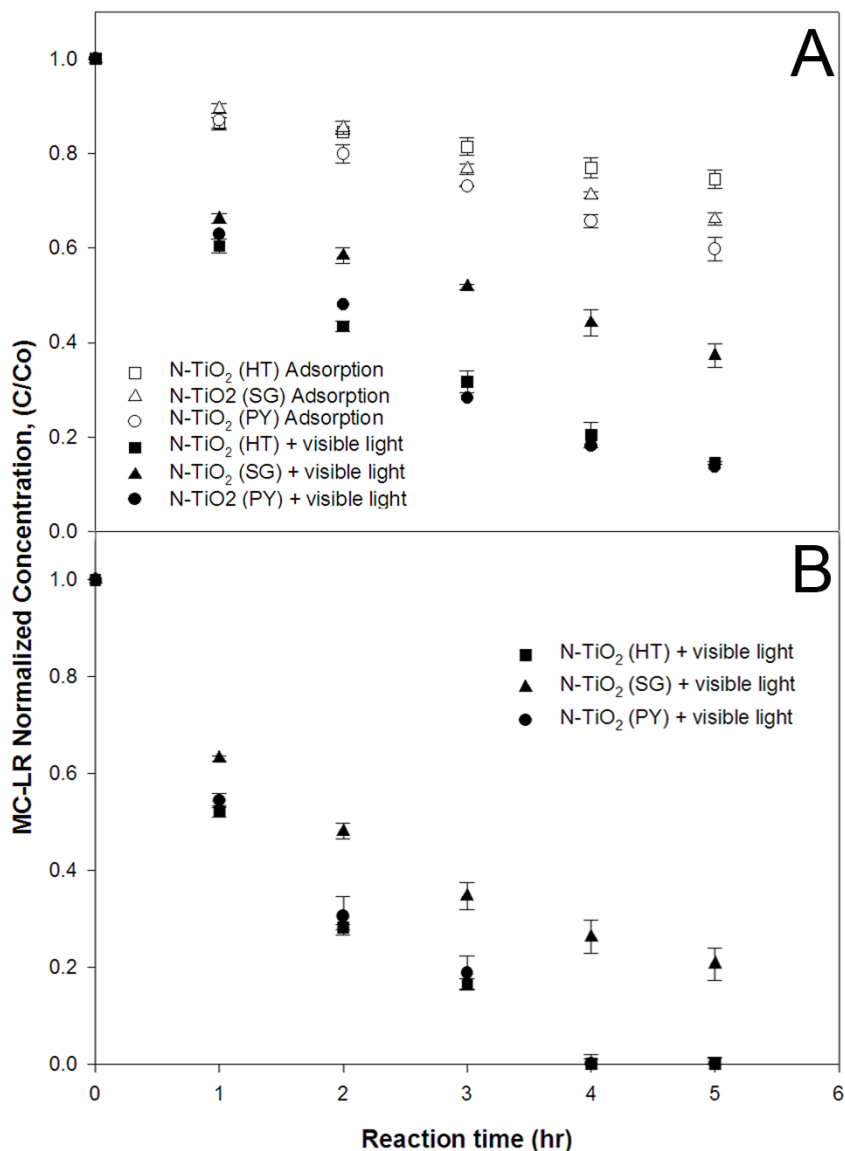 A
1.0
0.8
0.6
0.4
0.2
0.0
N-TiO₂ (HT) Adsorption
N-TiO2 (SG) Adsorption
N-TiO₂ (PY) Adsorption
N-TiO₂ (HT) + visible light
N-TiO₂ (SG) + visible light
N-TiO2 (PY) + visible light
MC-LR Normalized Concentration, (C/Co)
B
1.0
0.8
0.6
0.4
0.2
0.0
N-TiO₂ (HT) + visible light
N-TiO₂ (SG) + visible light
N-TiO₂ (PY) + visible light
0 1 2 3 4 5 6
Reaction time (hr)